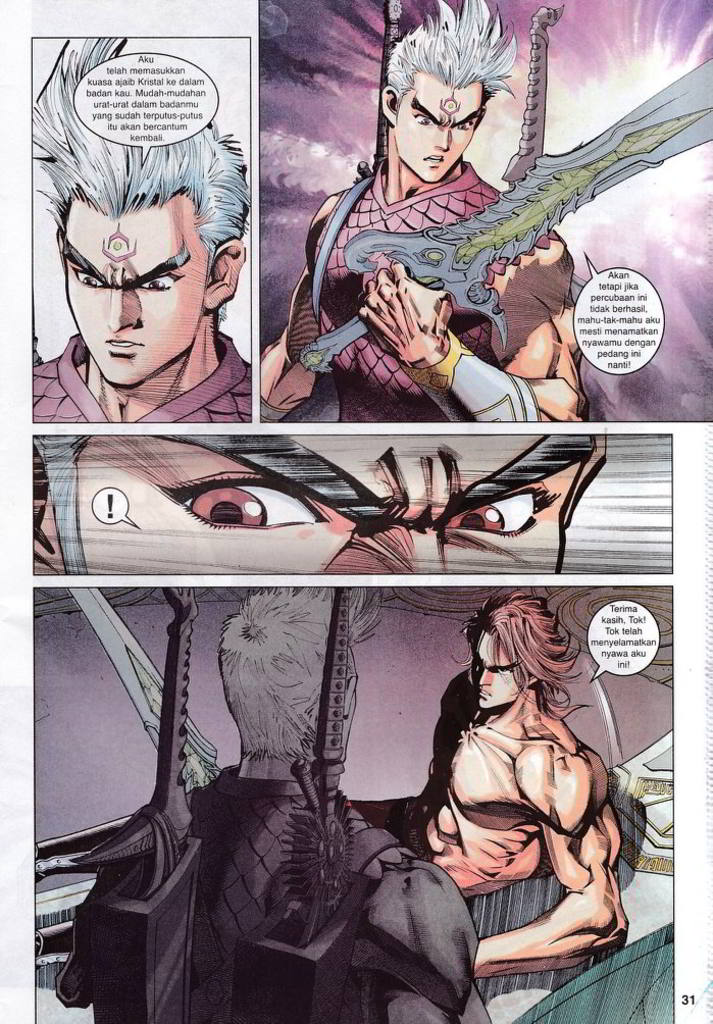 Aku
telah memasukkan
kuasa ajaib Kristal ke dalam
badan kau. Mudah-mudahan
urat-urat dalam badanmu
yang sudah terputus-putus
itu akan bercantum
kembali.
Akan
tetapi jika
percubaan ini
tidak berhasil,
mahu-tak-mahu aku
mesti menamatkan
nyawamu dengan
pedang ini
nanti!
!
Terima
kasih, Tok!
Tok telah
menyelamatkan
nyawa aku
ini!
31